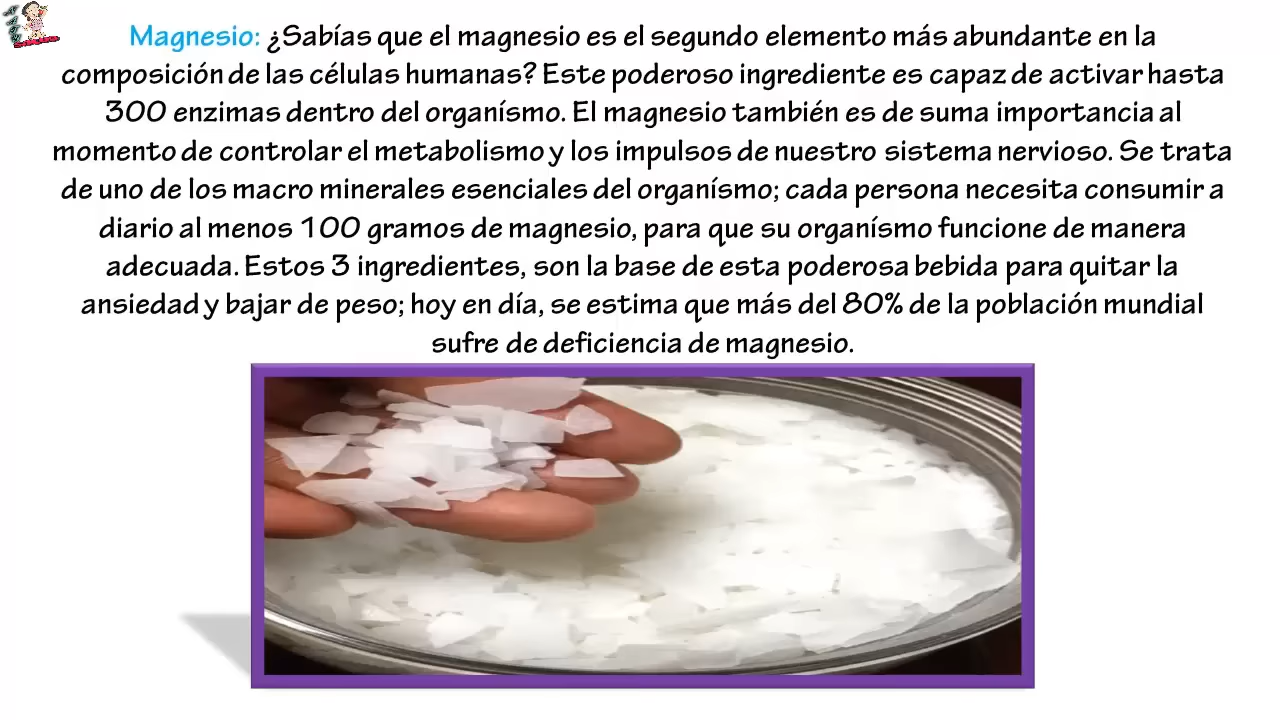 Magnesio: ¿Sabías que el magnesio es el segundo elemento más abundante en la
composición de las células humanas? Este poderoso ingrediente es capaz de activar hasta
300 enzimas dentro del organísmo. El magnesio también es de suma importancia al
momento de controlar el metabolismo y los impulsos de nuestro sistema nervioso. Se trata
de uno de los macro minerales esenciales del organísmo; cada persona necesita consumir a
diario al menos 100 gramos de magnesio, para que su organísmo funcione de manera
adecuada. Estos 3 ingredientes, son la base de esta poderosa bebida para quitar la
ansiedad y bajar de peso; hoy en día, se estima que más del 80% de la población mundial
sufre de deficiencia de magnesio.